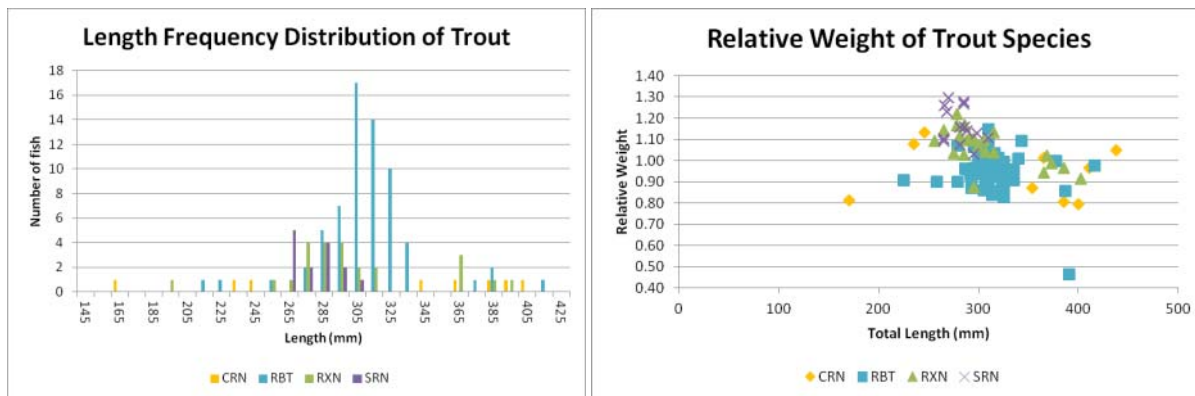 Length Frequency Distribution of Trout
18
16
14
12
10
8
6
4
2
0
Number of fish
145 165 185 205 225 245 265 285 305 325 345 365 385 405 425
Length (mm)
CRN RBT RXN SRN
Relative Weight of Trout Species
1.40
1.30
1.20
1.10
1.00
0.90
0.80
0.70
0.60
0.50
0.40
Relative Weight
0 100 200 300 400 500
Total Length (mm)
CRN RBT RXN SRN